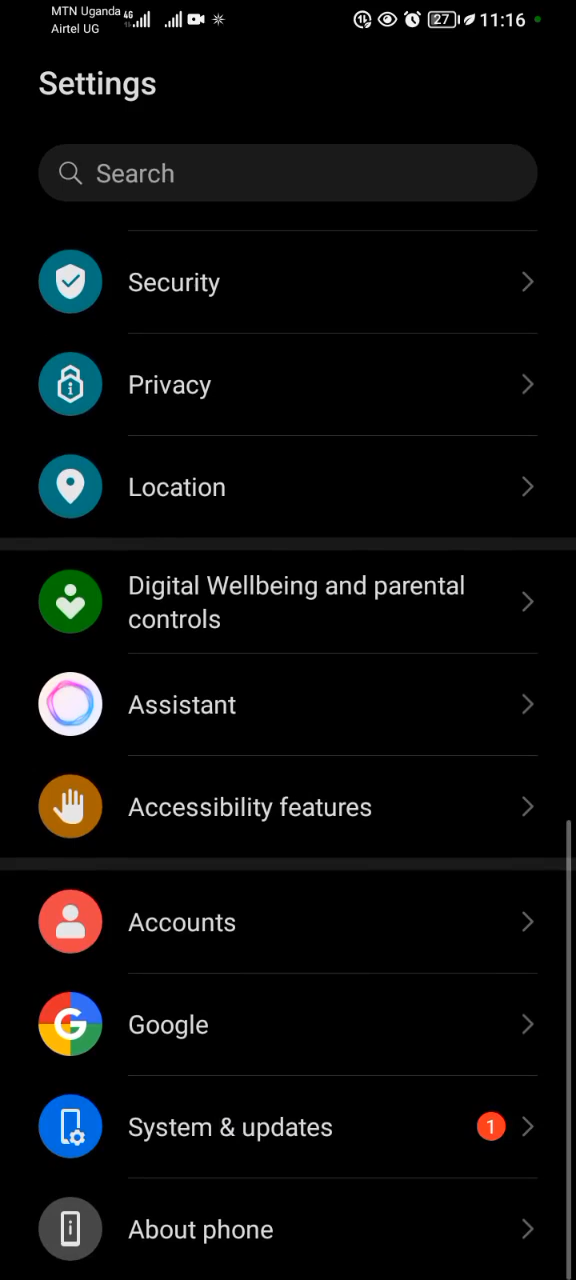 MTN Uganda 4G
Airtel UG
27 11:16
Settings
Search
Security
Privacy
Location
Digital Wellbeing and parental
controls
Assistant
Accessibility features
Accounts
G Google
System & updates 1
About phone